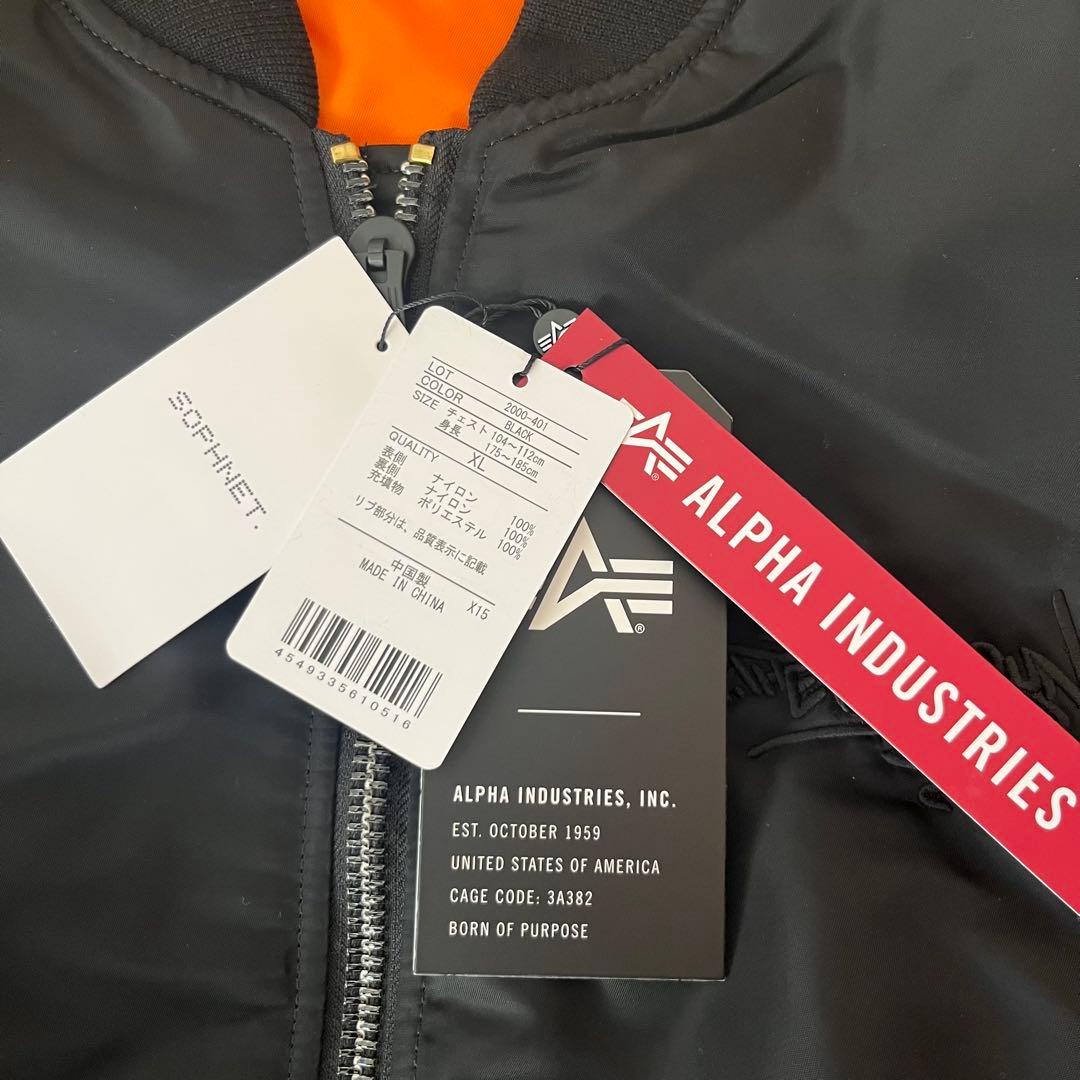 SOPHNET.
LOT 2000-401
COLOR BLACK
SIZE チェスト 104～112cm
身長 175～185cm
XL
QUALITY
表側 ナイロン 100%
裏側 ナイロン 100%
充填物 ポリエステル 100%
リブ部分は、品質表示に記載
中国製
MADE IN CHINA X15
4549335610516
ALPHA INDUSTRIES
ALPHA INDUSTRIES, INC.
EST. OCTOBER 1959
UNITED STATES OF AMERICA
CAGE CODE: 3A382
BORN OF PURPOSE